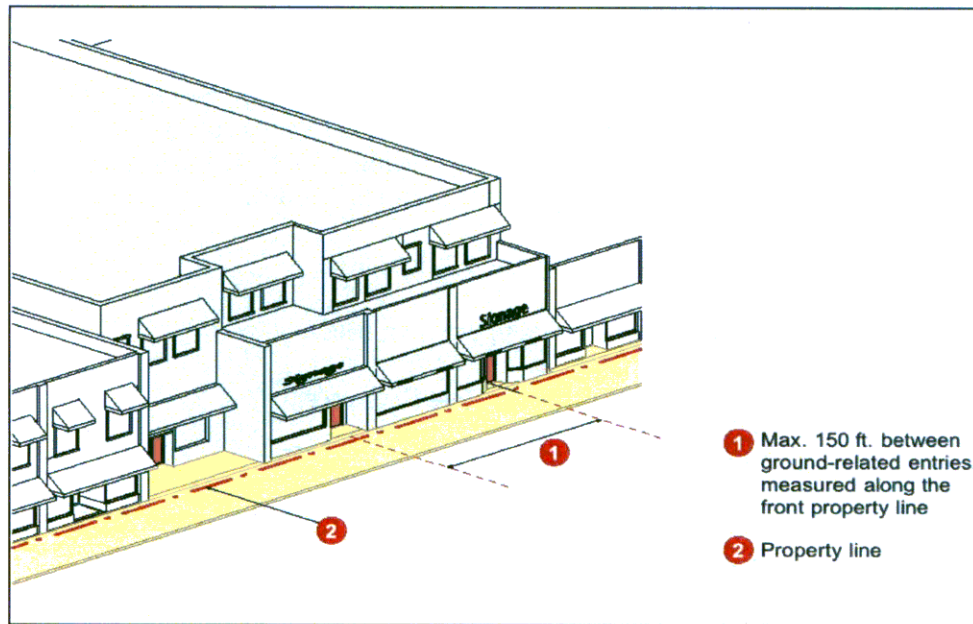 Signage
Signage
1
2
1 Max. 150 ft. between
ground-related entries
measured along the
front property line
2 Property line